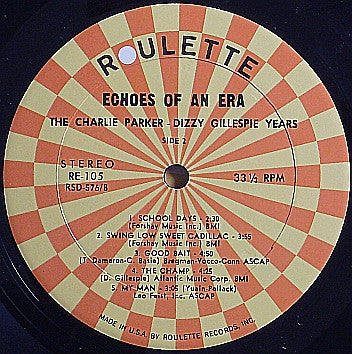 ROULETTE
ECHOES OF AN ERA
THE CHARLIE PARKER - DIZZY GILLESPIE YEARS
SIDE 2
STEREO
RE-105
RSD-576/B
33 1/3 RPM
1. SCHOOL DAYS - 2:30
(Forshay Music Inc.) BMI
2. SWING LOW SWEET CADILLAC - 3:55
(Forshay Music Inc.) BMI
3. GOOD BAIT - 4:50
(T. Dameron-C. Basie) Bregman-Vocco-Conn ASCAP
4. THE CHAMP - 4:25
(D. Gillespie) Atlantic Music Corp. BMI
5. MY MAN - 3:05 (Yvain-Pollack)
Leo Feist, Inc. ASCAP
MADE IN U.S.A. BY ROULETTE RECORDS, INC.